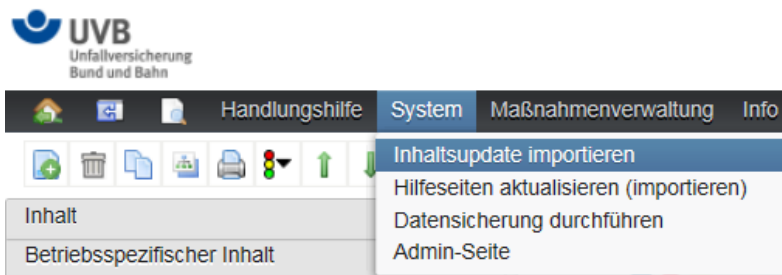 UVB
Unfallversicherung
Bund und Bahn
Handlungshilfe System Maßnahmenverwaltung Info
Inhaltsupdate importieren
Hilfeseiten aktualisieren (importieren)
Datensicherung durchführen
Admin-Seite
Inhalt
Betriebsspezifischer Inhalt